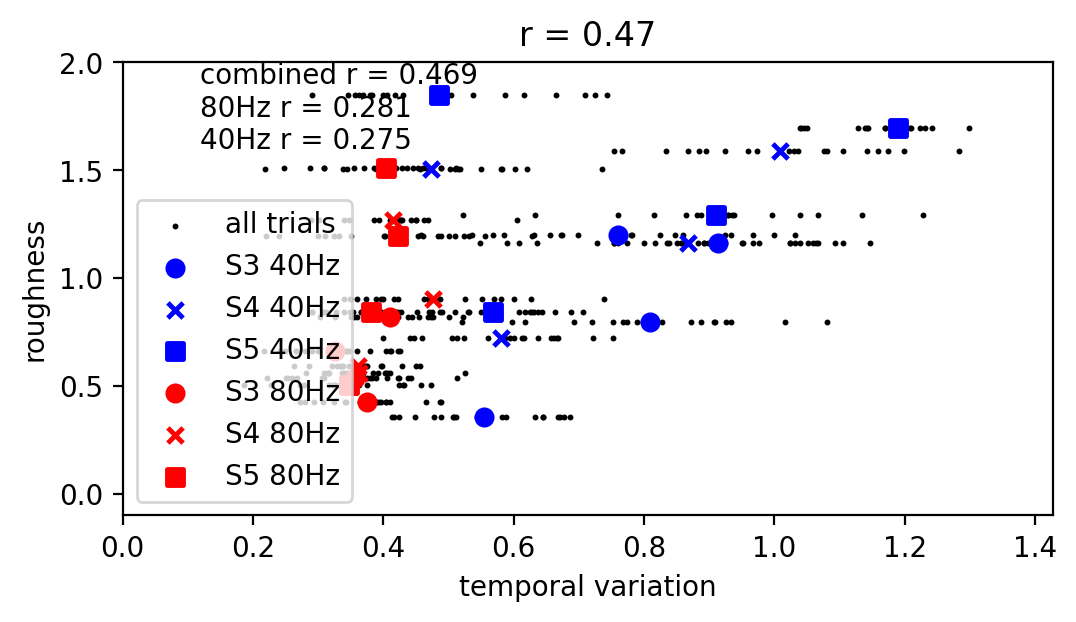 r = 0.47
combined r = 0.469
80Hz r = 0.281
40Hz r = 0.275
all trials
S3 40Hz
S4 40Hz
S5 40Hz
S3 80Hz
S4 80Hz
S5 80Hz
roughness
2.0
1.5
1.0
0.5
0.0
0.0 0.2 0.4 0.6 0.8 1.0 1.2 1.4
temporal variation